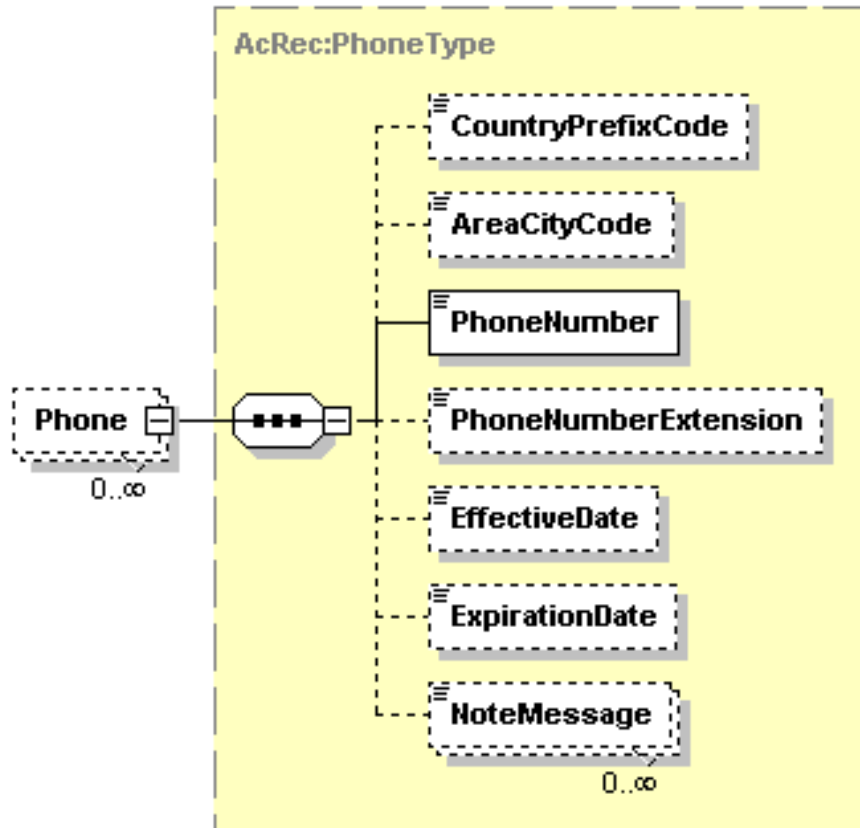 AcRec:PhoneType
CountryPrefixCode
AreaCityCode
PhoneNumber
Phone
0..∞
PhoneNumberExtension
EffectiveDate
ExpirationDate
NoteMessage
0..∞